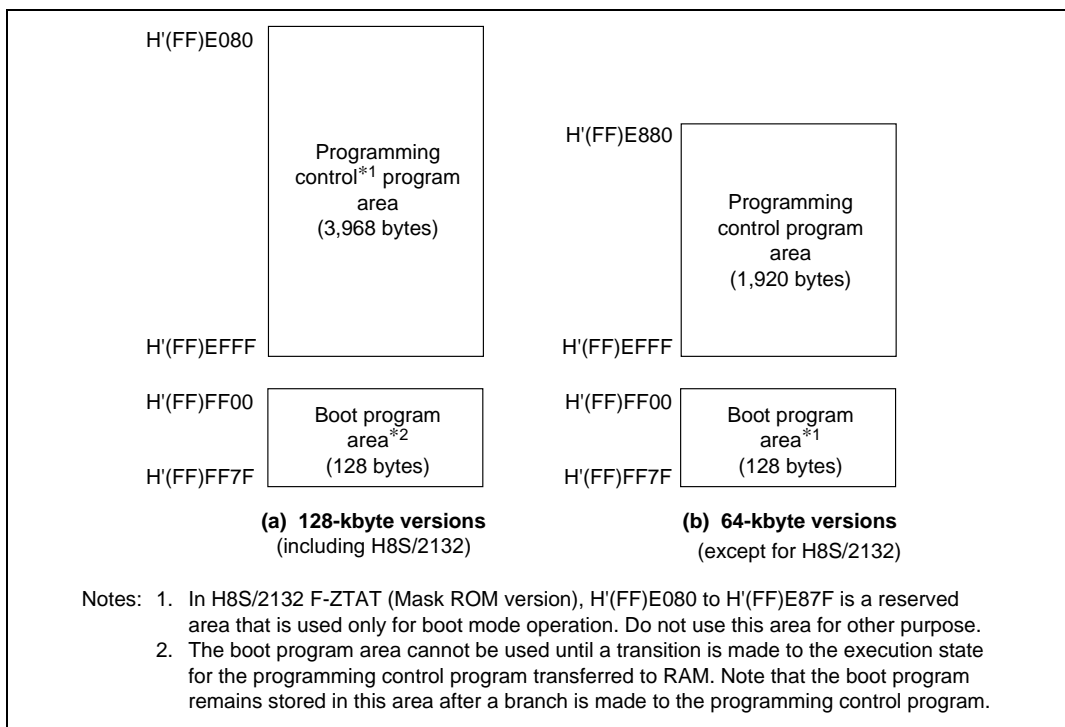 H'(FF)E080
Programming
control*1 program
area
(3,968 bytes)
H'(FF)EFFF
H'(FF)FF00
Boot program
area*2
(128 bytes)
H'(FF)FF7F
(a) 128-kbyte versions
(including H8S/2132)
H'(FF)E880
Programming
control program
area
(1,920 bytes)
H'(FF)EFFF
H'(FF)FF00
Boot program
area*1
(128 bytes)
H'(FF)FF7F
(b) 64-kbyte versions
(except for H8S/2132)
Notes: 1. In H8S/2132 F-ZTAT (Mask ROM version), H'(FF)E080 to H'(FF)E87F is a reserved
area that is used only for boot mode operation. Do not use this area for other purpose.
2. The boot program area cannot be used until a transition is made to the execution state
for the programming control program transferred to RAM. Note that the boot program
remains stored in this area after a branch is made to the programming control program.